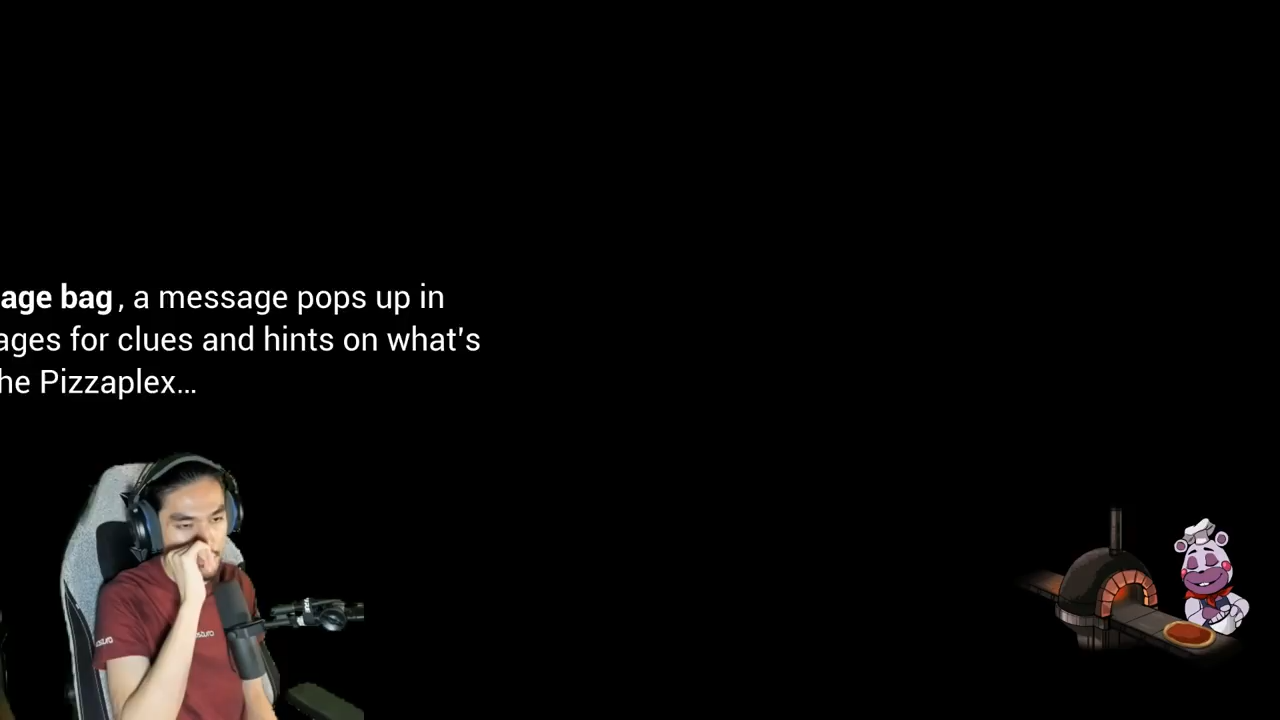 age bag, a message pops up in
ages for clues and hints on what's
he Pizzaplex...